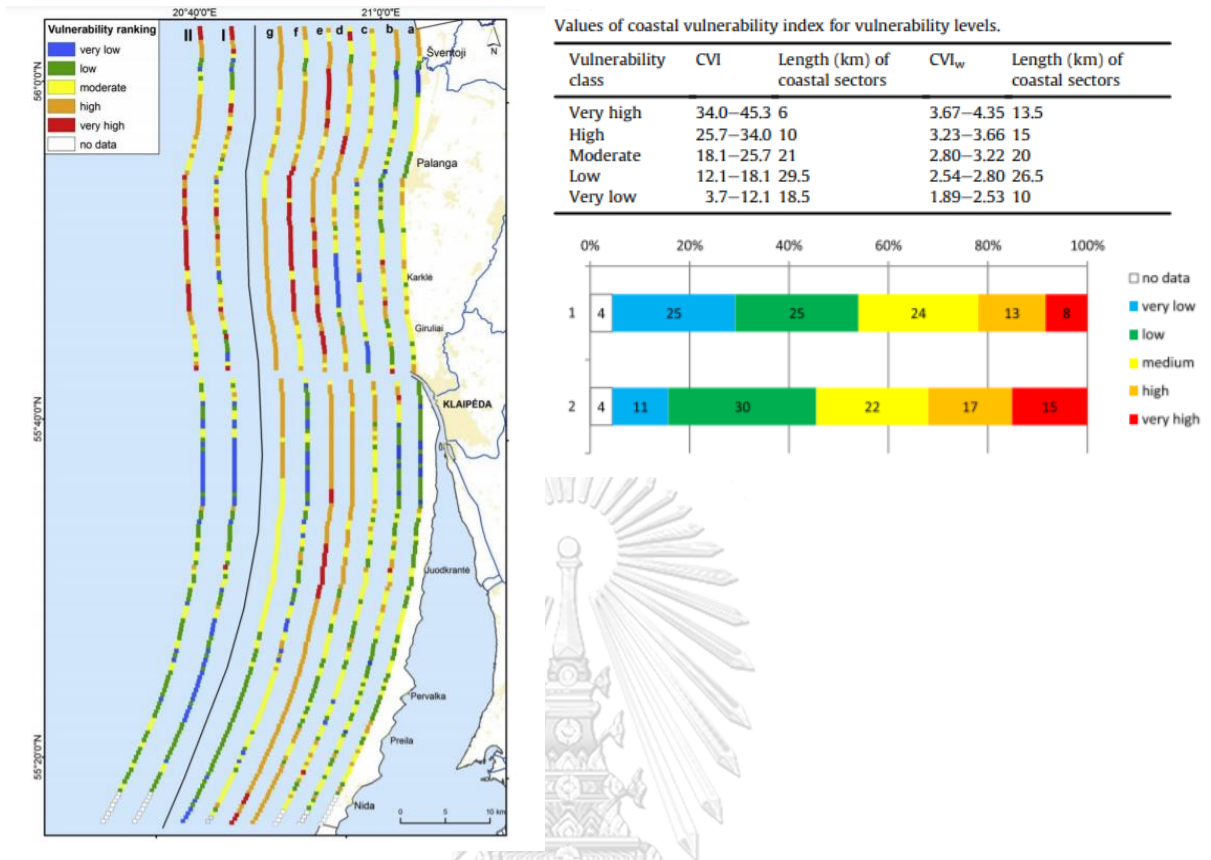 20°40'0"E
21°0'0"E
Vulnerability ranking
very low
low
moderate
high
very high
no data
II I g f e d c b a
N
Šventoji
56°0'0"N
Palanga
Karklė
Giruliai
KLAIPĖDA
55°40'0"N
Juodkrantė
Pervalka
Preila
55°20'0"N
Nida
0 5 10 km
Values of coastal vulnerability index for vulnerability levels.
Vulnerability CVI Length (km) of CVIw Length (km) of
class coastal sectors coastal sectors
Very high 34.0–45.3 6 3.67–4.35 13.5
High 25.7–34.0 10 3.23–3.66 15
Moderate 18.1–25.7 21 2.80–3.22 20
Low 12.1–18.1 29.5 2.54–2.80 26.5
Very low 3.7–12.1 18.5 1.89–2.53 10
0% 20% 40% 60% 80% 100%
1 4 25 25 24 13 8
2 4 11 30 22 17 15
no data
very low
low
medium
high
very high